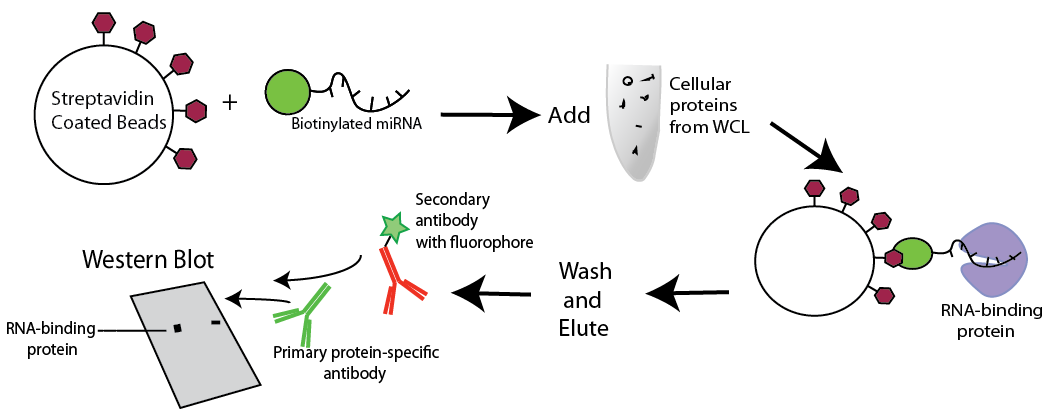 Streptavidin
Coated Beads
+
Biotinylated miRNA
Add
Cellular
proteins
from WCL
RNA-binding
protein
Wash
and
Elute
Secondary
antibody
with fluorophore
Primary protein-specific
antibody
Western Blot
RNA-binding
protein